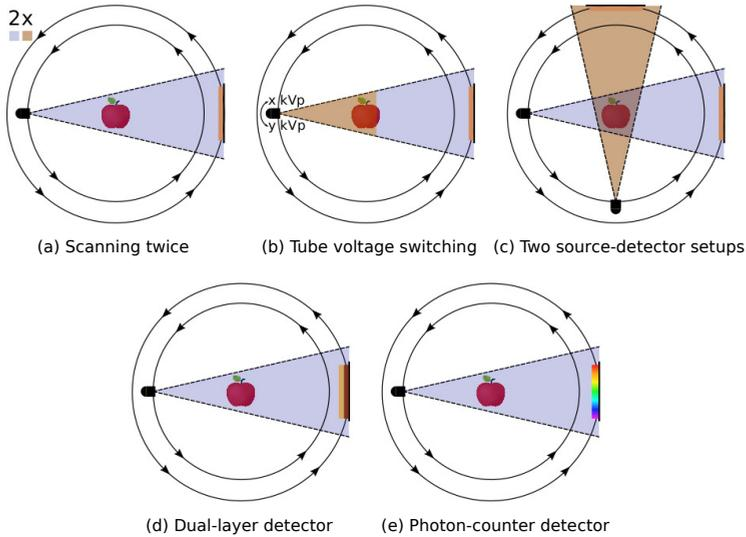 2x
x kVp
y kVp
(a) Scanning twice
(b) Tube voltage switching
(c) Two source-detector setups
(d) Dual-layer detector
(e) Photon-counter detector